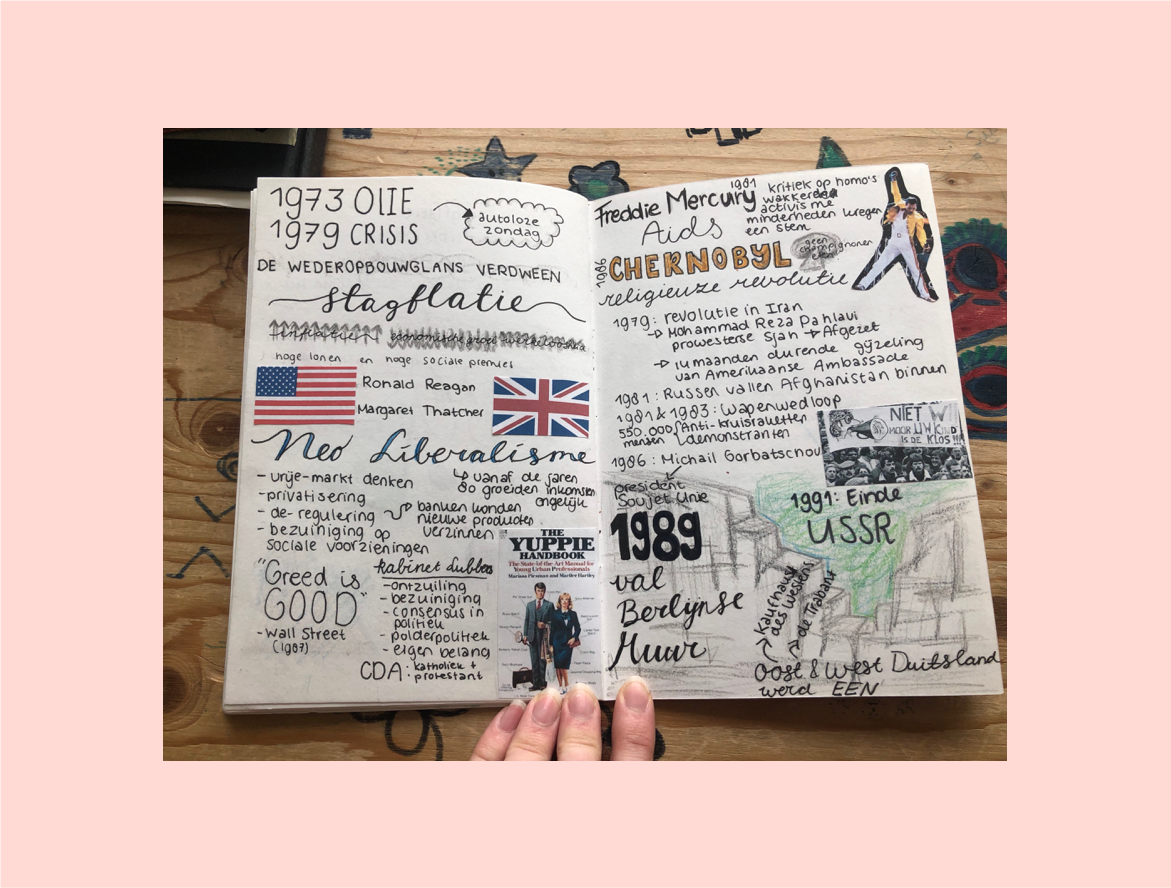 1973 OLIE
1979 CRISIS
autoloze
zondag
DE WEDEROPBOUWGLANS VERDWEEN
stagflatie
inflatie
hoge lonen en hoge sociale premies
Ronald Reagan
Margaret Thatcher
Neo Liberalisme
- vrije-markt denken
- privatisering
- de-regulering
- bezuiniging op
sociale voorzieningen
vanaf de jaren
80 groeiden inkomsten
ongelijk
banken konden
nieuwe producten
verzinnen
"Greed is
GOOD"
- Wall Street
(1987)
kabinet lubbers
- ontzuiling
- bezuiniging
- consensus in
politiek
- polderpolitiek
- eigen belang
CDA: katholiek +
protestant
THE
YUPPIE
HANDBOOK
The State-of-the Art Manual for
Young Urban Professionals
Marissa Piesman and Marilee Hartley
Freddie Mercury
1981
Aids
kritiek op homo's
wakkerde
activisme
minderheden kregen
een stem
1986
CHERNOBYL
geen
champignonen
eten
religieuze revolutie
1979: revolutie in Iran
Mohammad Reza Pahlavi
prowesterse sjah → Afgezet
14 maanden durende gijzeling
van Amerikaanse Ambassade
1981: Russen vallen Afghanistan binnen
1981 & 1983: Wapenwedloop
550.000
mensen
Anti-kruisraketten
demonstranten
NIET W
MOOR UW KIND
IS DE KLOS!!!
1986: Michail Gorbatschov
president
Sovjet Unie
1991: Einde
USSR
1989
val
Berlijnse
Muur
Kaufhaus
des Westens
de Trabant
Oost & West Duitsland
werd EEN